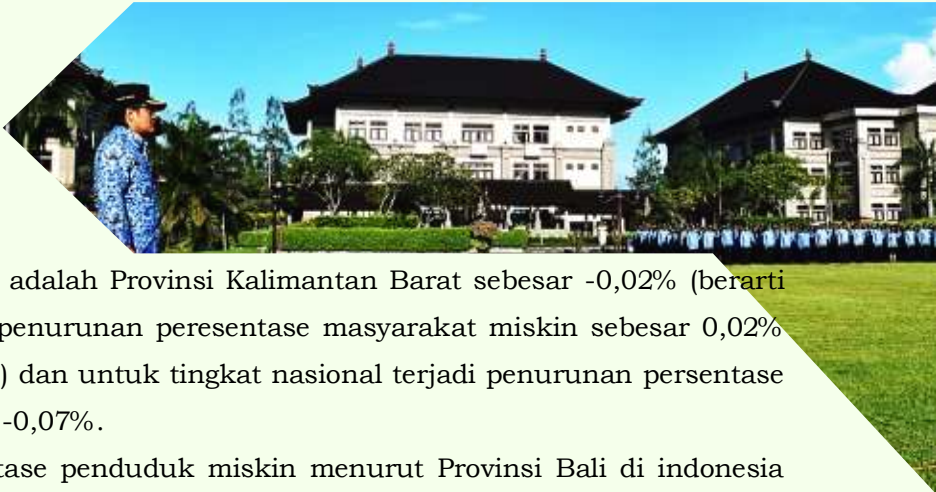 adalah Provinsi Kalimantan Barat sebesar -0,02% (berarti
penurunan peresentase masyarakat miskin sebesar 0,02%
) dan untuk tingkat nasional terjadi penurunan persentase
-0,07%.
penduduk miskin menurut Provinsi Bali di indonesia